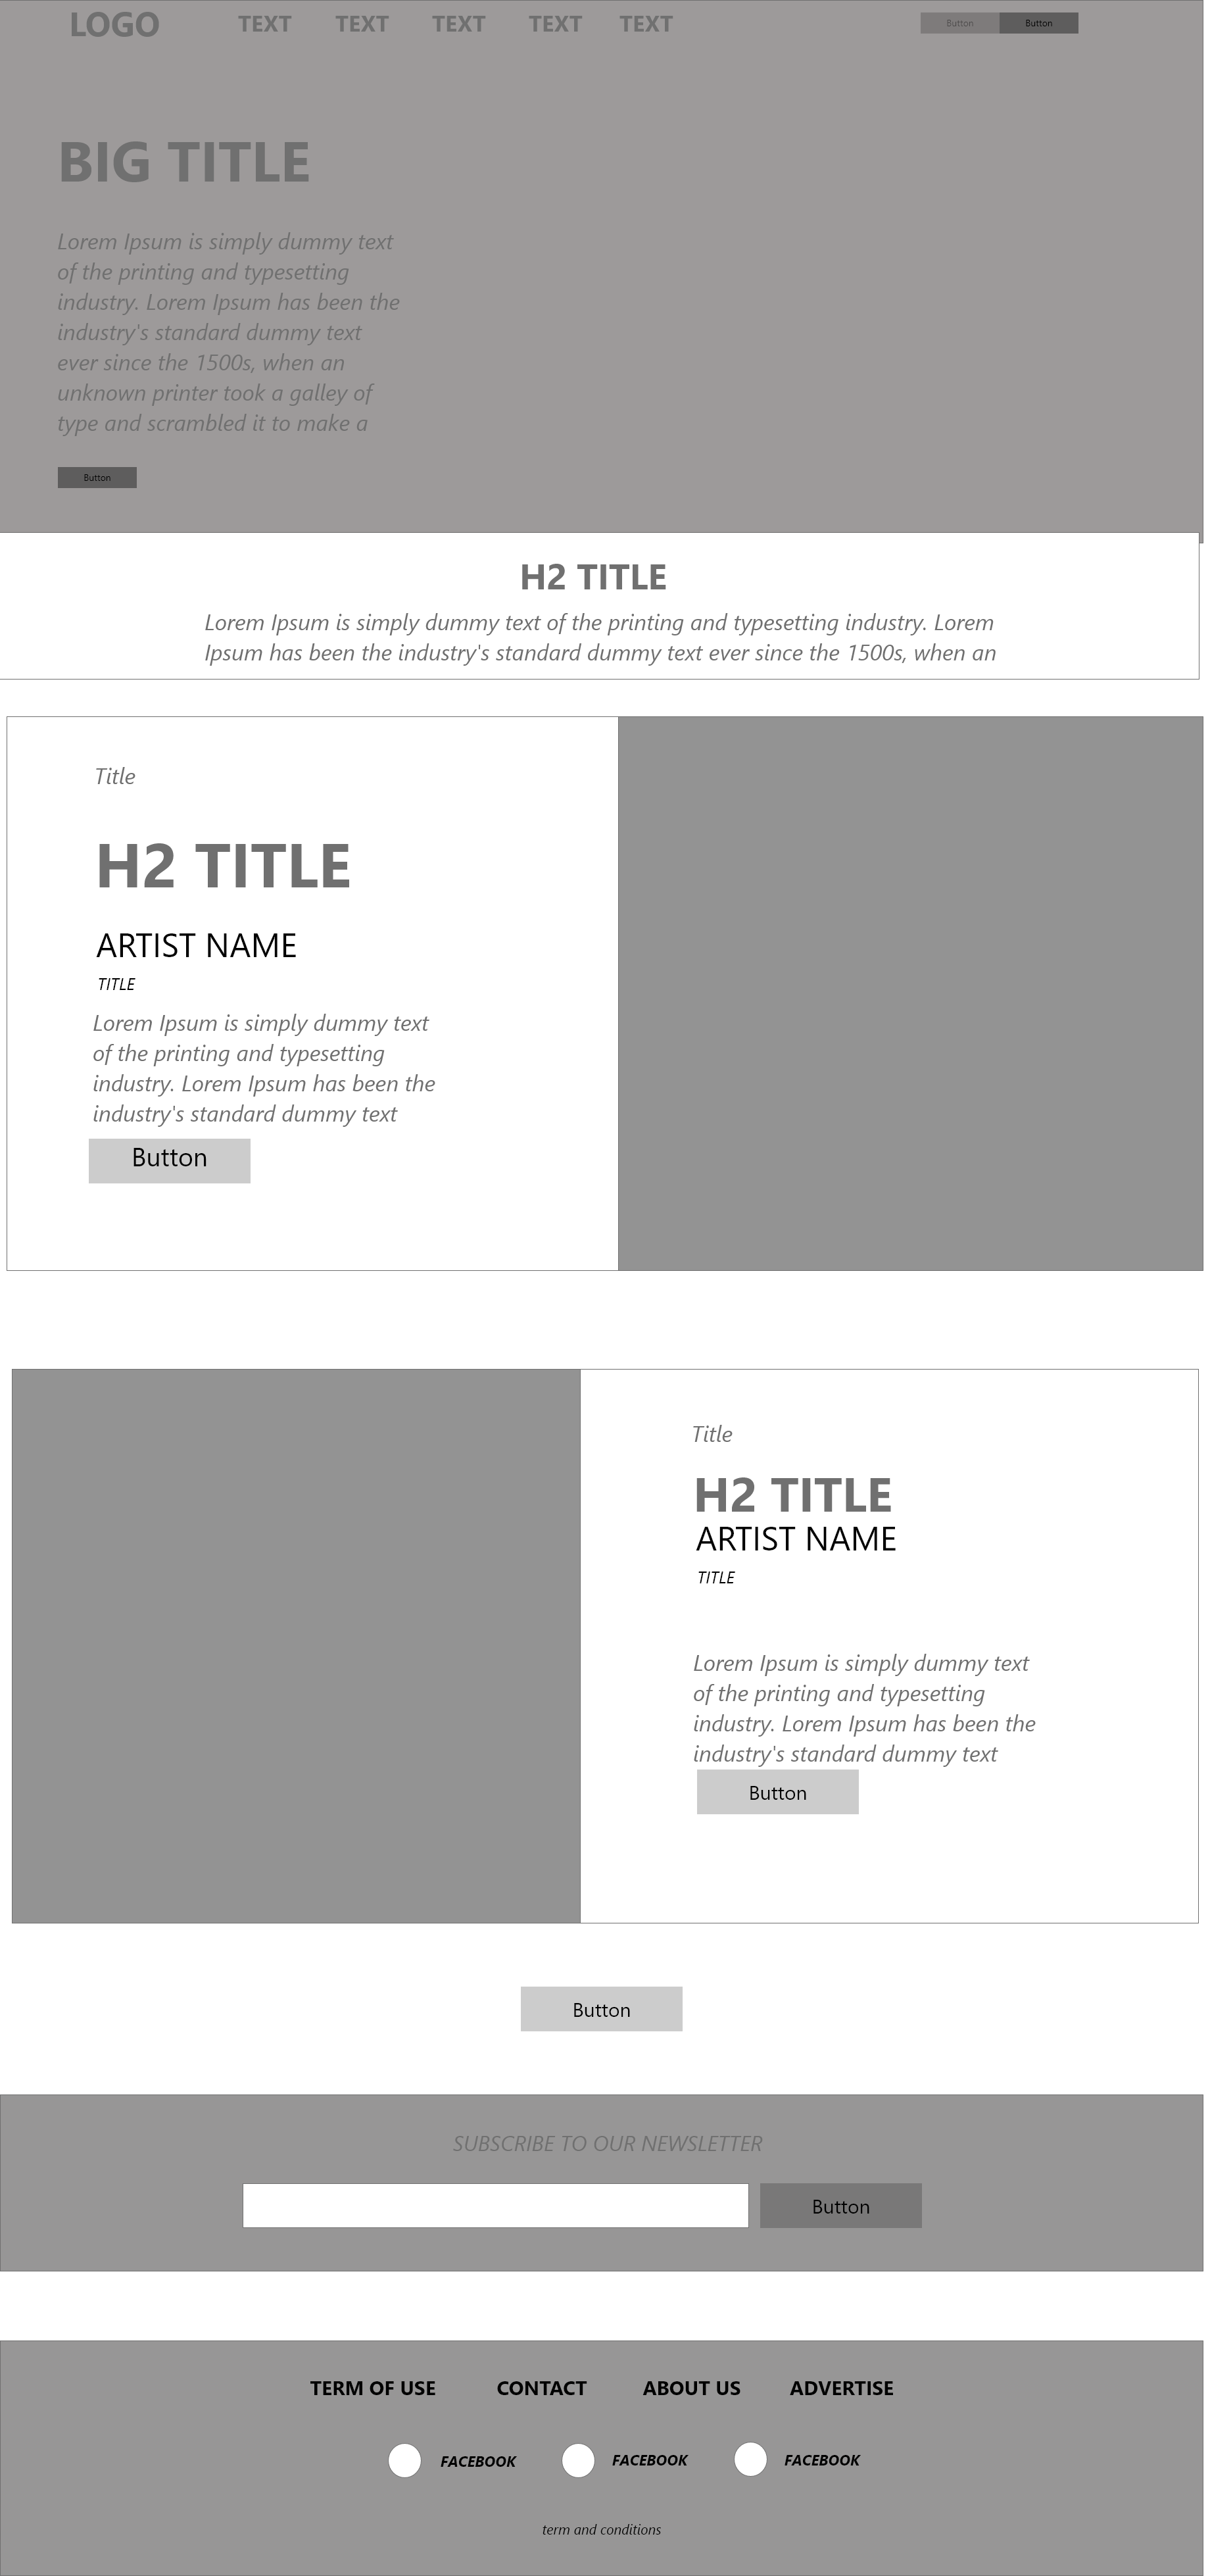 LOGO TEXT TEXT TEXT TEXT TEXT Button Button
BIG TITLE
Lorem Ipsum is simply dummy text
of the printing and typesetting
industry. Lorem Ipsum has been the
industry's standard dummy text
ever since the 1500s, when an
unknown printer took a galley of
type and scrambled it to make a
Button
H2 TITLE
Lorem Ipsum is simply dummy text of the printing and typesetting industry. Lorem
Ipsum has been the industry's standard dummy text ever since the 1500s, when an
Title
H2 TITLE
ARTIST NAME
TITLE
Lorem Ipsum is simply dummy text
of the printing and typesetting
industry. Lorem Ipsum has been the
industry's standard dummy text
Button
Title
H2 TITLE
ARTIST NAME
TITLE
Lorem Ipsum is simply dummy text
of the printing and typesetting
industry. Lorem Ipsum has been the
industry's standard dummy text
Button
Button
SUBSCRIBE TO OUR NEWSLETTER
Button
TERM OF USE CONTACT ABOUT US ADVERTISE
FACEBOOK FACEBOOK FACEBOOK
term and conditions